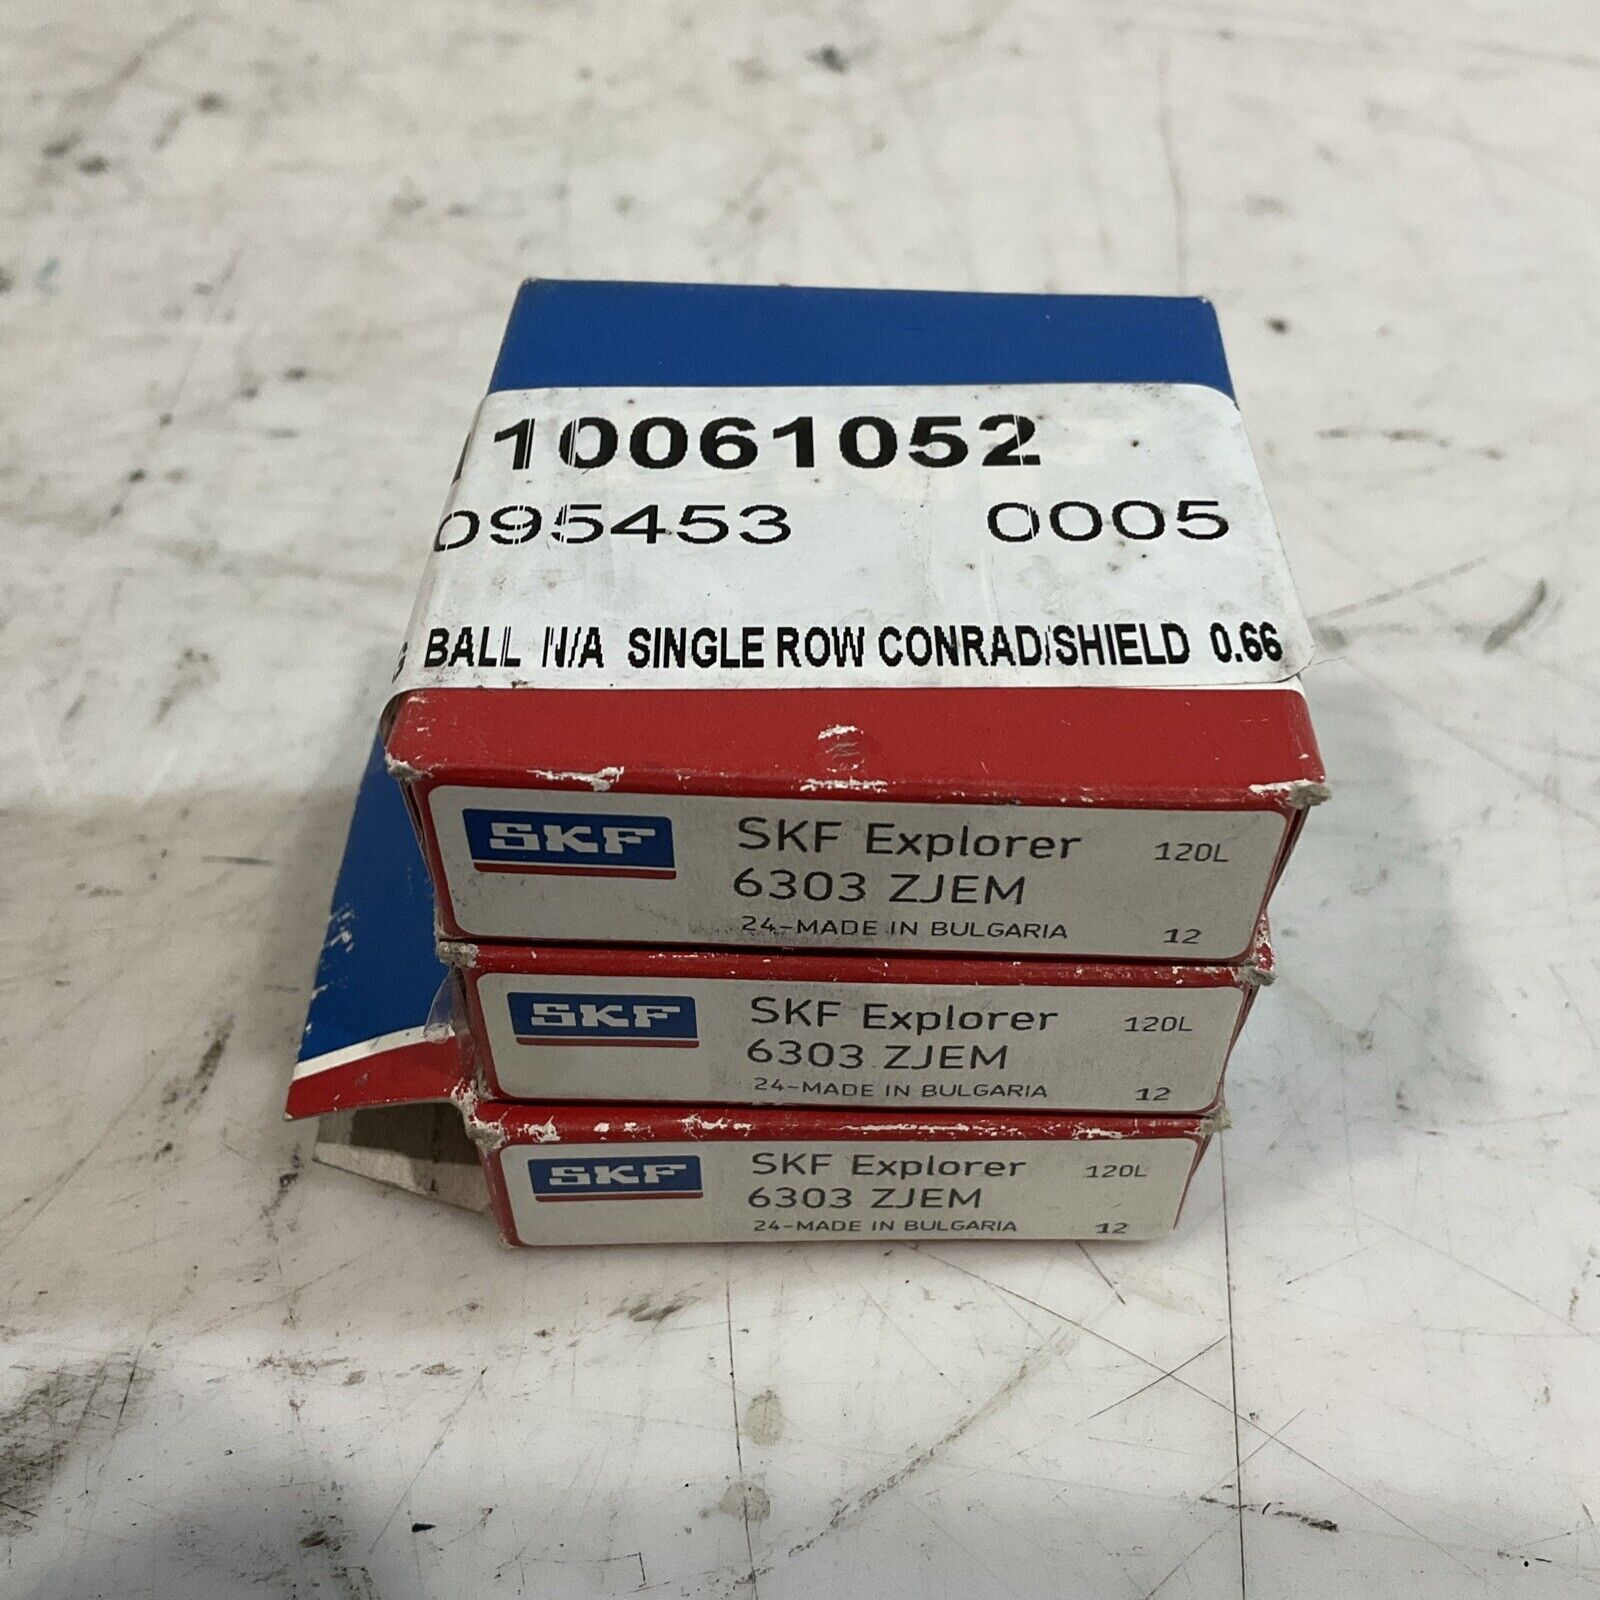 10061052
095453 0005
BALL N/A SINGLE ROW CONRAD/SHIELD 0.66
SKF SKF Explorer 120L
6303 ZJEM
24-MADE IN BULGARIA 12
SKF SKF Explorer 120L
6303 ZJEM
24-MADE IN BULGARIA 12
SKF SKF Explorer 120L
6303 ZJEM
24-MADE IN BULGARIA 12